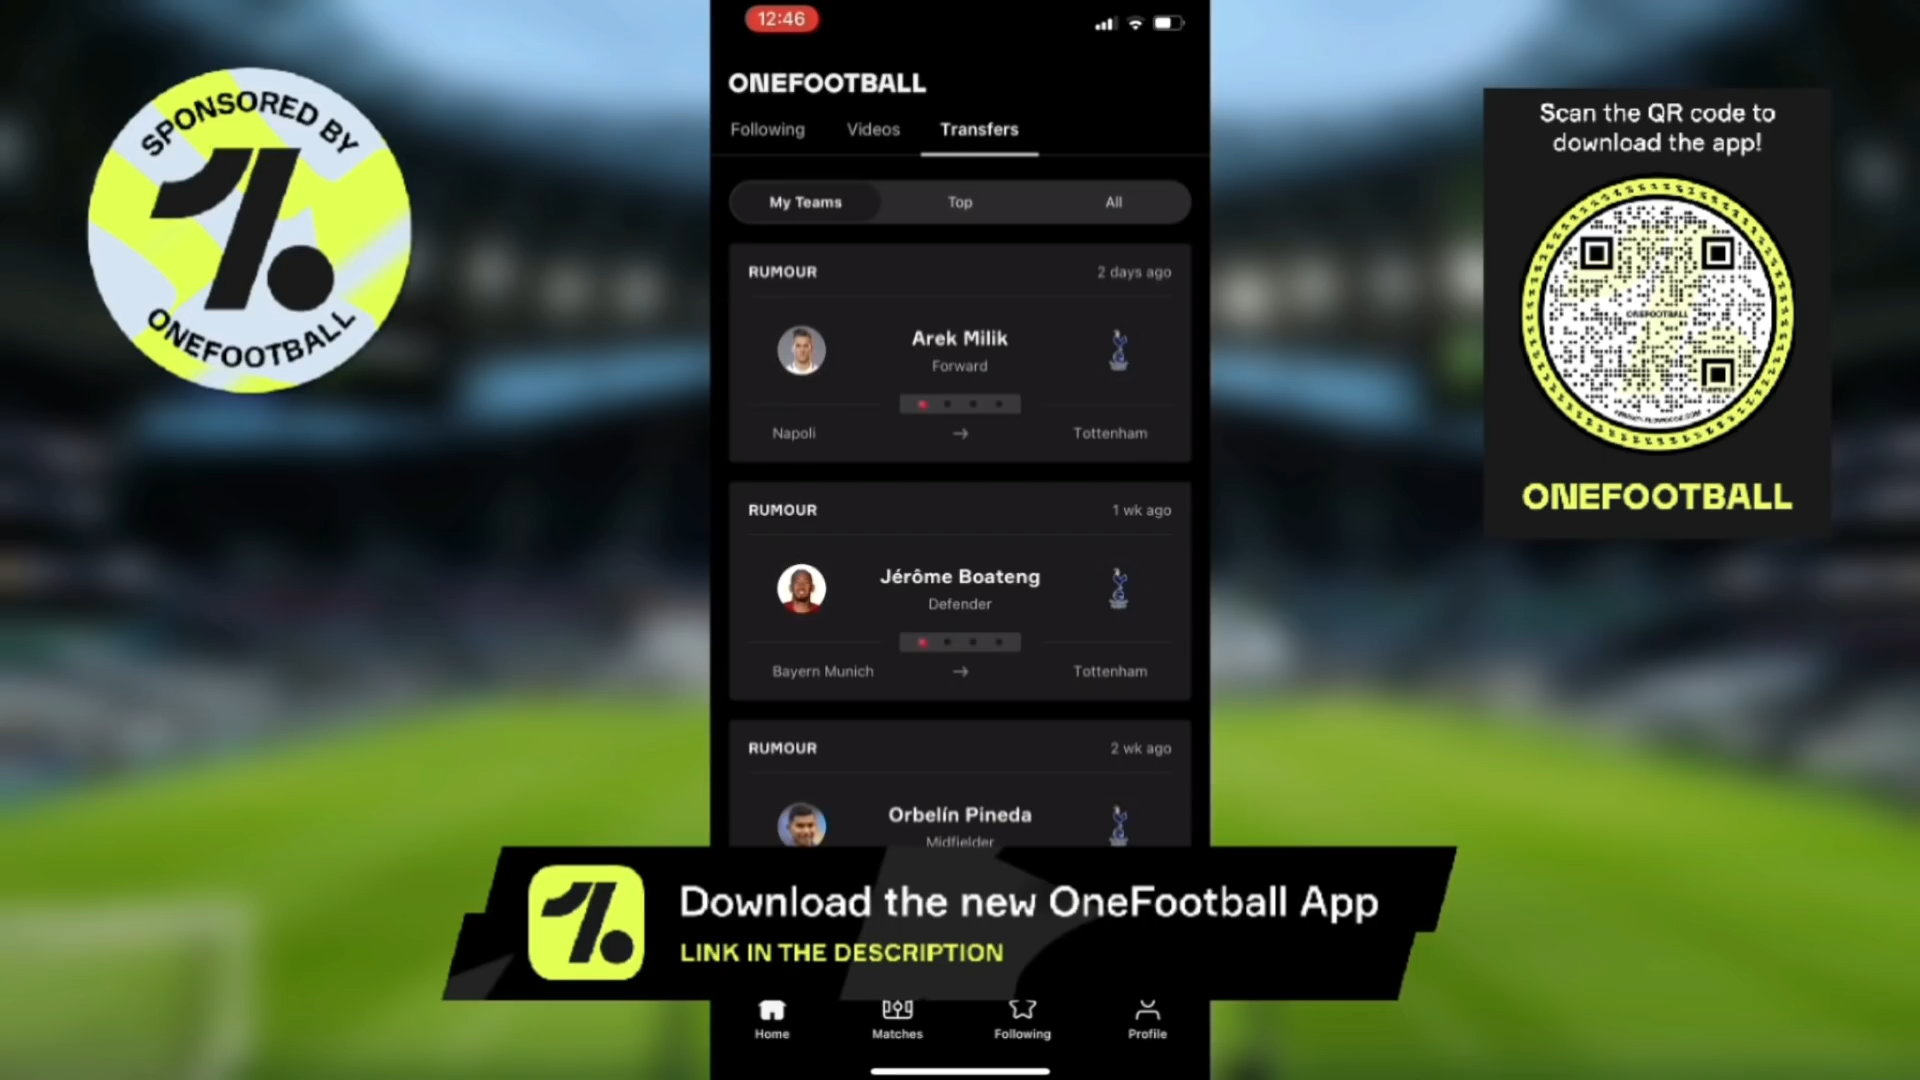 SPONSORED BY
ONEFOOTBALL
12:46
ONEFOOTBALL
Following Videos Transfers
My Teams Top All
RUMOUR 2 days ago
Arek Milik
Forward
Napoli → Tottenham
RUMOUR 1 wk ago
Jérôme Boateng
Defender
Bayern Munich → Tottenham
RUMOUR 2 wk ago
Orbelín Pineda
Midfielder
Scan the QR code to
download the app!
ONEFOOTBALL
ONEFOOTBALL
Download the new OneFootball App
LINK IN THE DESCRIPTION
Home Matches Following Profile